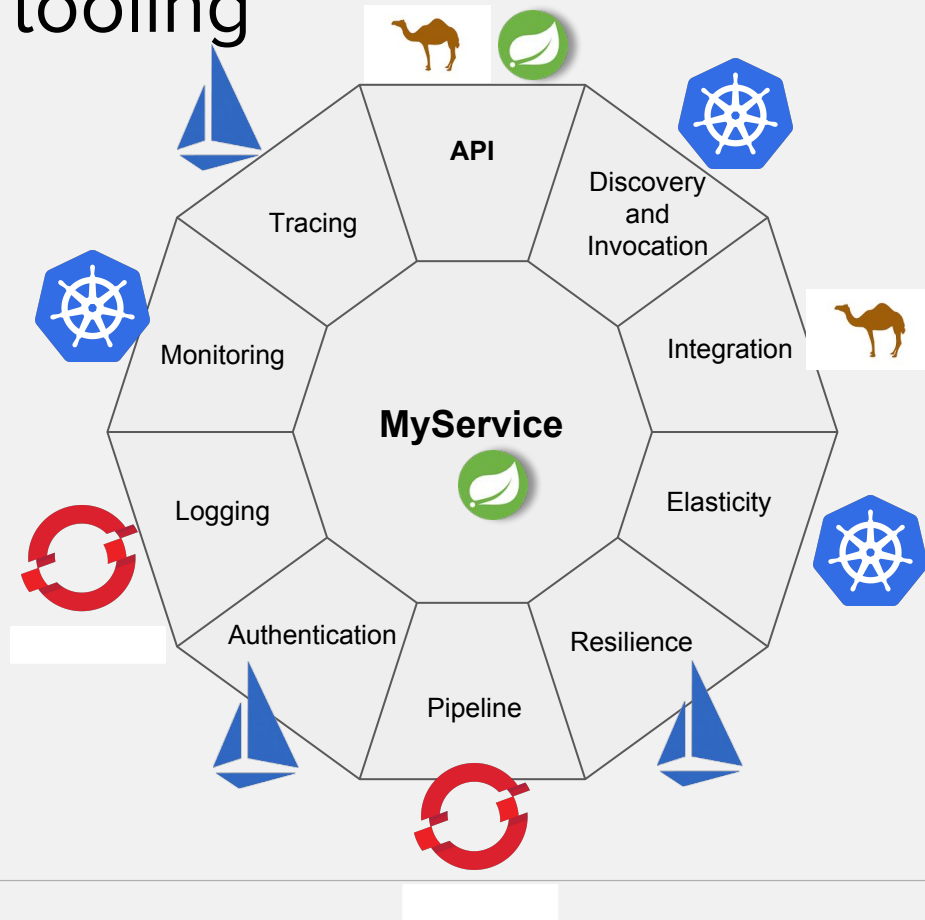 tooling
API
Discovery
and
Invocation
Tracing
Integration
Monitoring
MyService
Elasticity
Logging
Authentication
Resilience
Pipeline